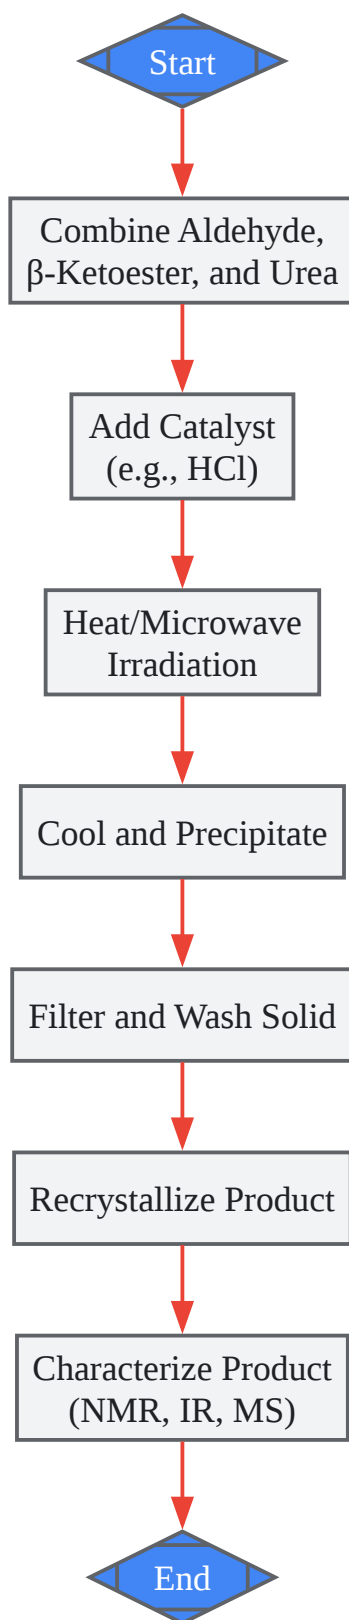 Start
Combine Aldehyde,
β-Ketoester, and Urea
Add Catalyst
(e.g., HCl)
Heat/Microwave
Irradiation
Cool and Precipitate
Filter and Wash Solid
Recrystallize Product
Characterize Product
(NMR, IR, MS)
End